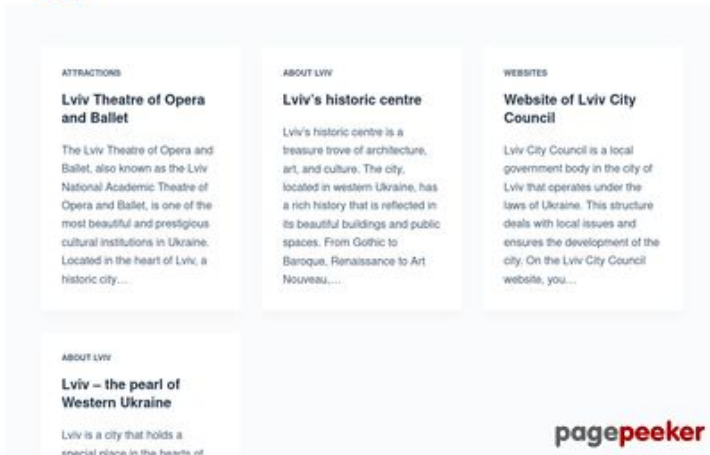 ATTRACTIONS
Lviv Theatre of Opera
and Ballet
The Lviv Theatre of Opera and
Ballet, also known as the Lviv
National Academic Theatre of
Opera and Ballet, is one of the
most beautiful and prestigious
cultural institutions in Ukraine.
Located in the heart of Lviv, a
historic city…
ABOUT LVIV
Lviv's historic centre
Lviv's historic centre is a
treasure trove of architecture,
art, and culture. The city,
located in western Ukraine, has
a rich history that is reflected in
its beautiful buildings and public
spaces. From Gothic to
Baroque, Renaissance to Art
Nouveau,…
WEBSITES
Website of Lviv City
Council
Lviv City Council is a local
government body in the city of
Lviv that operates under the
laws of Ukraine. This structure
deals with local issues and
ensures the development of the
city. On the Lviv City Council
website, you…
ABOUT LVIV
Lviv – the pearl of
Western Ukraine
Lviv is a city that holds a
special place in the hearts of
pagepeeker